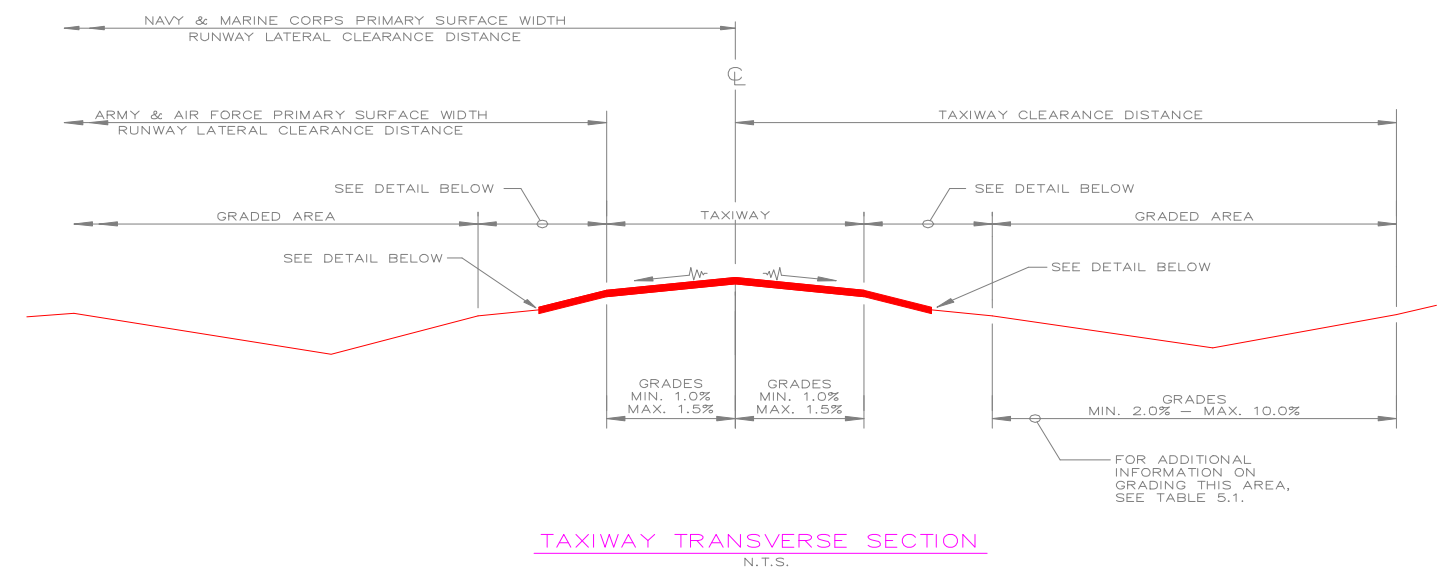 NAVY & MARINE CORPS PRIMARY SURFACE WIDTH
RUNWAY LATERAL CLEARANCE DISTANCE
CL
ARMY & AIR FORCE PRIMARY SURFACE WIDTH
RUNWAY LATERAL CLEARANCE DISTANCE
TAXIWAY CLEARANCE DISTANCE
SEE DETAIL BELOW
SEE DETAIL BELOW
GRADED AREA
TAXIWAY
GRADED AREA
SEE DETAIL BELOW
SEE DETAIL BELOW
GRADES
MIN. 1.0%
MAX. 1.5%
GRADES
MIN. 1.0%
MAX. 1.5%
GRADES
MIN. 2.0% – MAX. 10.0%
FOR ADDITIONAL
INFORMATION ON
GRADING THIS AREA,
SEE TABLE 5.1.
TAXIWAY TRANSVERSE SECTION
N.T.S.